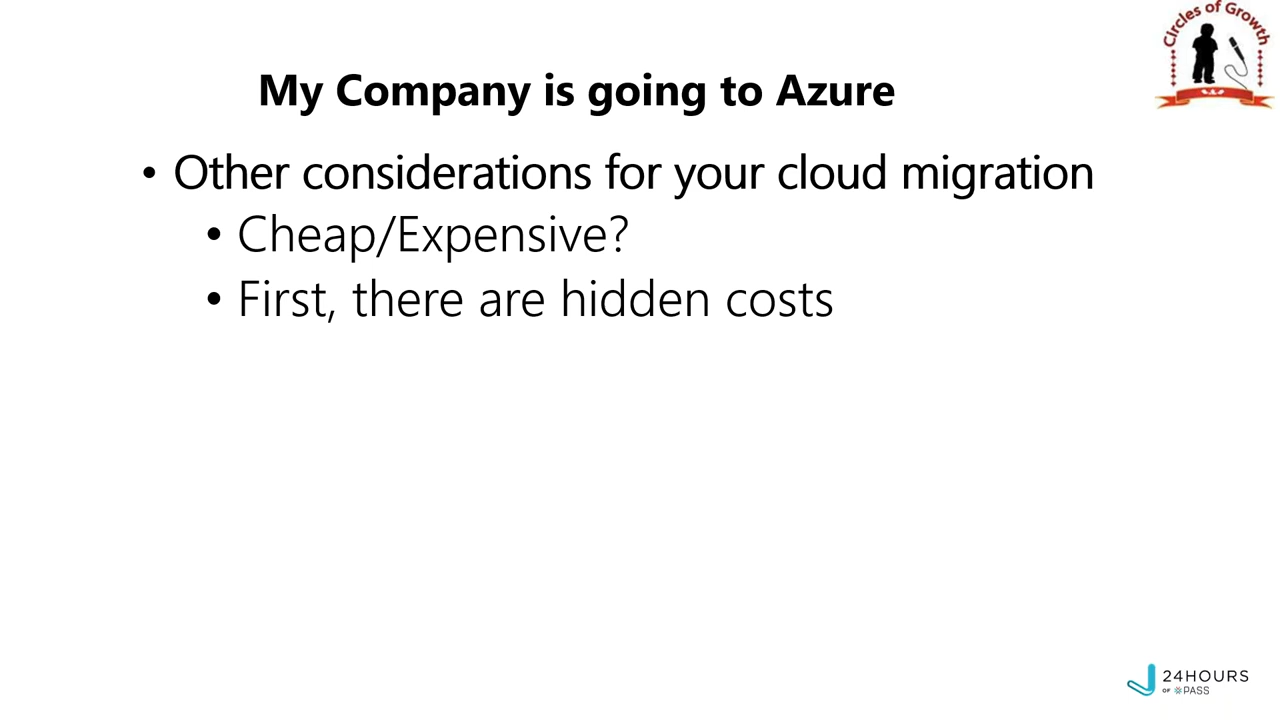 Circles of Growth
My Company is going to Azure
• Other considerations for your cloud migration
• Cheap/Expensive?
• First, there are hidden costs
24HOURS
OF PASS